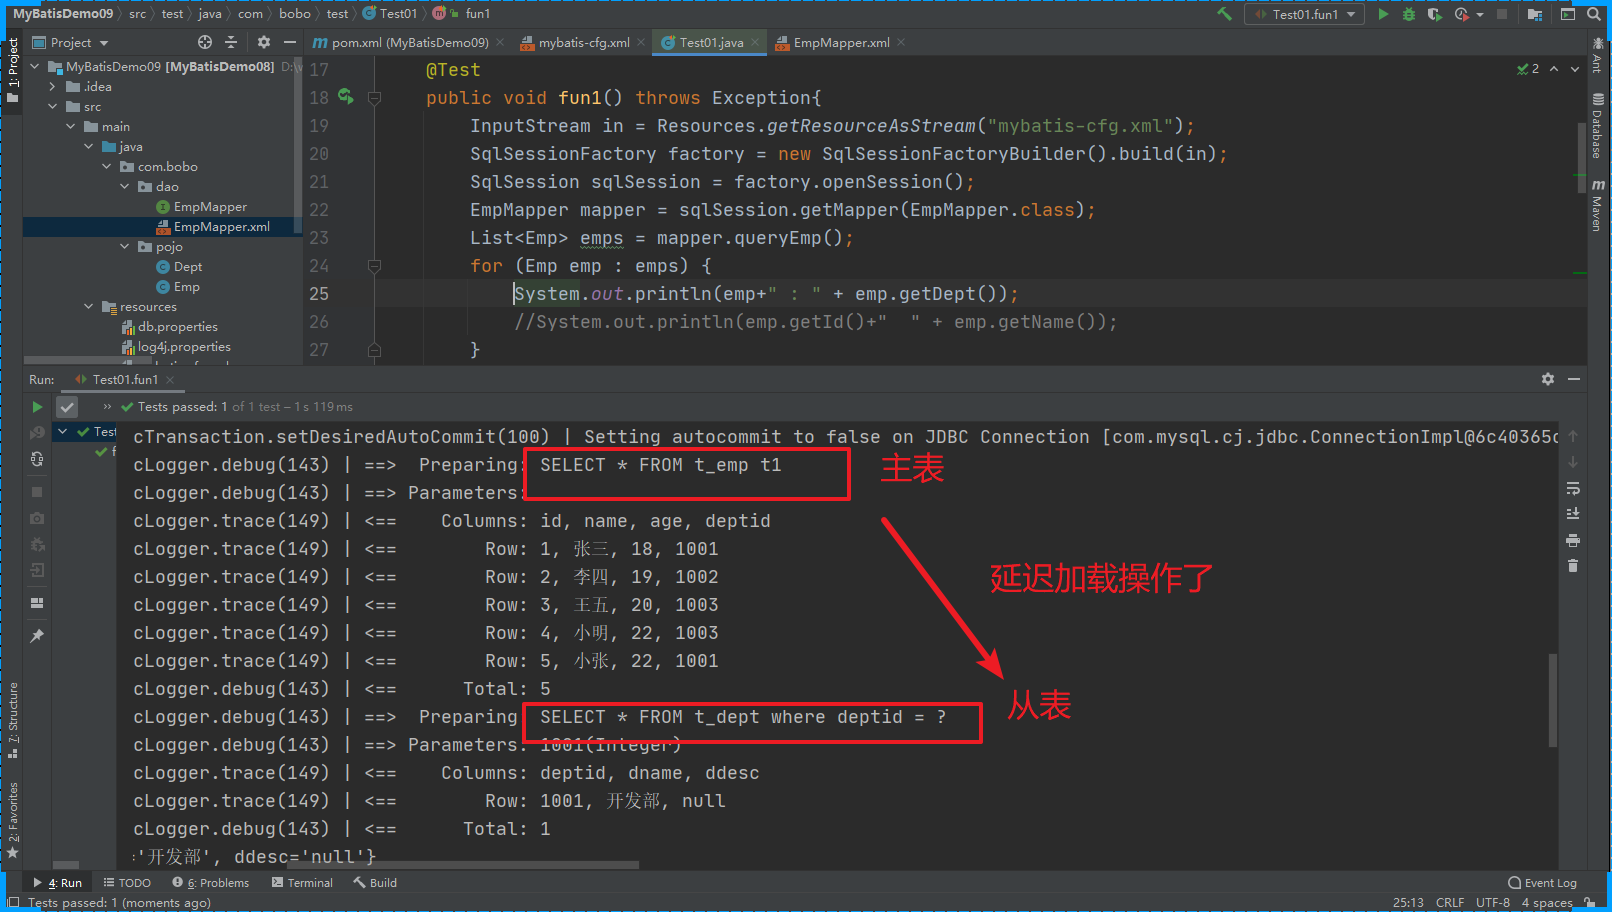 MyBatisDemo09 〉 src 〉 test 〉 java 〉 com 〉 bobo 〉 test 〉 Test01 〉 fun1
Test01.fun1
Project
pom.xml (MyBatisDemo09)
mybatis-cfg.xml
Test01.java
EmpMapper.xml
1: Project
MyBatisDemo09 [MyBatisDemo08] D:\
.idea
src
main
java
com.bobo
dao
EmpMapper
EmpMapper.xml
pojo
Dept
Emp
resources
db.properties
log4j.properties
2
17 @Test
18 public void fun1() throws Exception{
19 InputStream in = Resources.getResourceAsStream("mybatis-cfg.xml");
20 SqlSessionFactory factory = new SqlSessionFactoryBuilder().build(in);
21 SqlSession sqlSession = factory.openSession();
22 EmpMapper mapper = sqlSession.getMapper(EmpMapper.class);
23 List<Emp> emps = mapper.queryEmp();
24 for (Emp emp : emps) {
25 System.out.println(emp+" : " + emp.getDept());
26 //System.out.println(emp.getId()+"  " + emp.getName());
27 }
Ant
Database
Maven
Run: Test01.fun1
Tests passed: 1 of 1 test – 1 s 119 ms
Test
f
cTransaction.setDesiredAutoCommit(100) | Setting autocommit to false on JDBC Connection [com.mysql.cj.jdbc.ConnectionImpl@6c40365c
cLogger.debug(143) | ==>  Preparing: SELECT * FROM t_emp t1
主表
cLogger.debug(143) | ==> Parameters:
cLogger.trace(149) | <==    Columns: id, name, age, deptid
cLogger.trace(149) | <==        Row: 1, 张三, 18, 1001
cLogger.trace(149) | <==        Row: 2, 李四, 19, 1002
延迟加载操作了
cLogger.trace(149) | <==        Row: 3, 王五, 20, 1003
cLogger.trace(149) | <==        Row: 4, 小明, 22, 1003
cLogger.trace(149) | <==        Row: 5, 小张, 22, 1001
cLogger.debug(143) | <==      Total: 5
从表
cLogger.debug(143) | ==>  Preparing SELECT * FROM t_dept where deptid = ?
cLogger.debug(143) | ==> Parameters: 1001(Integer)
cLogger.trace(149) | <==    Columns: deptid, dname, ddesc
cLogger.trace(149) | <==        Row: 1001, 开发部, null
cLogger.debug(143) | <==      Total: 1
='开发部', ddesc='null'}
7: Structure
2: Favorites
4: Run
TODO
6: Problems
Terminal
Build
Event Log
Tests passed: 1 (moments ago)
25:13 CRLF UTF-8 4 spaces